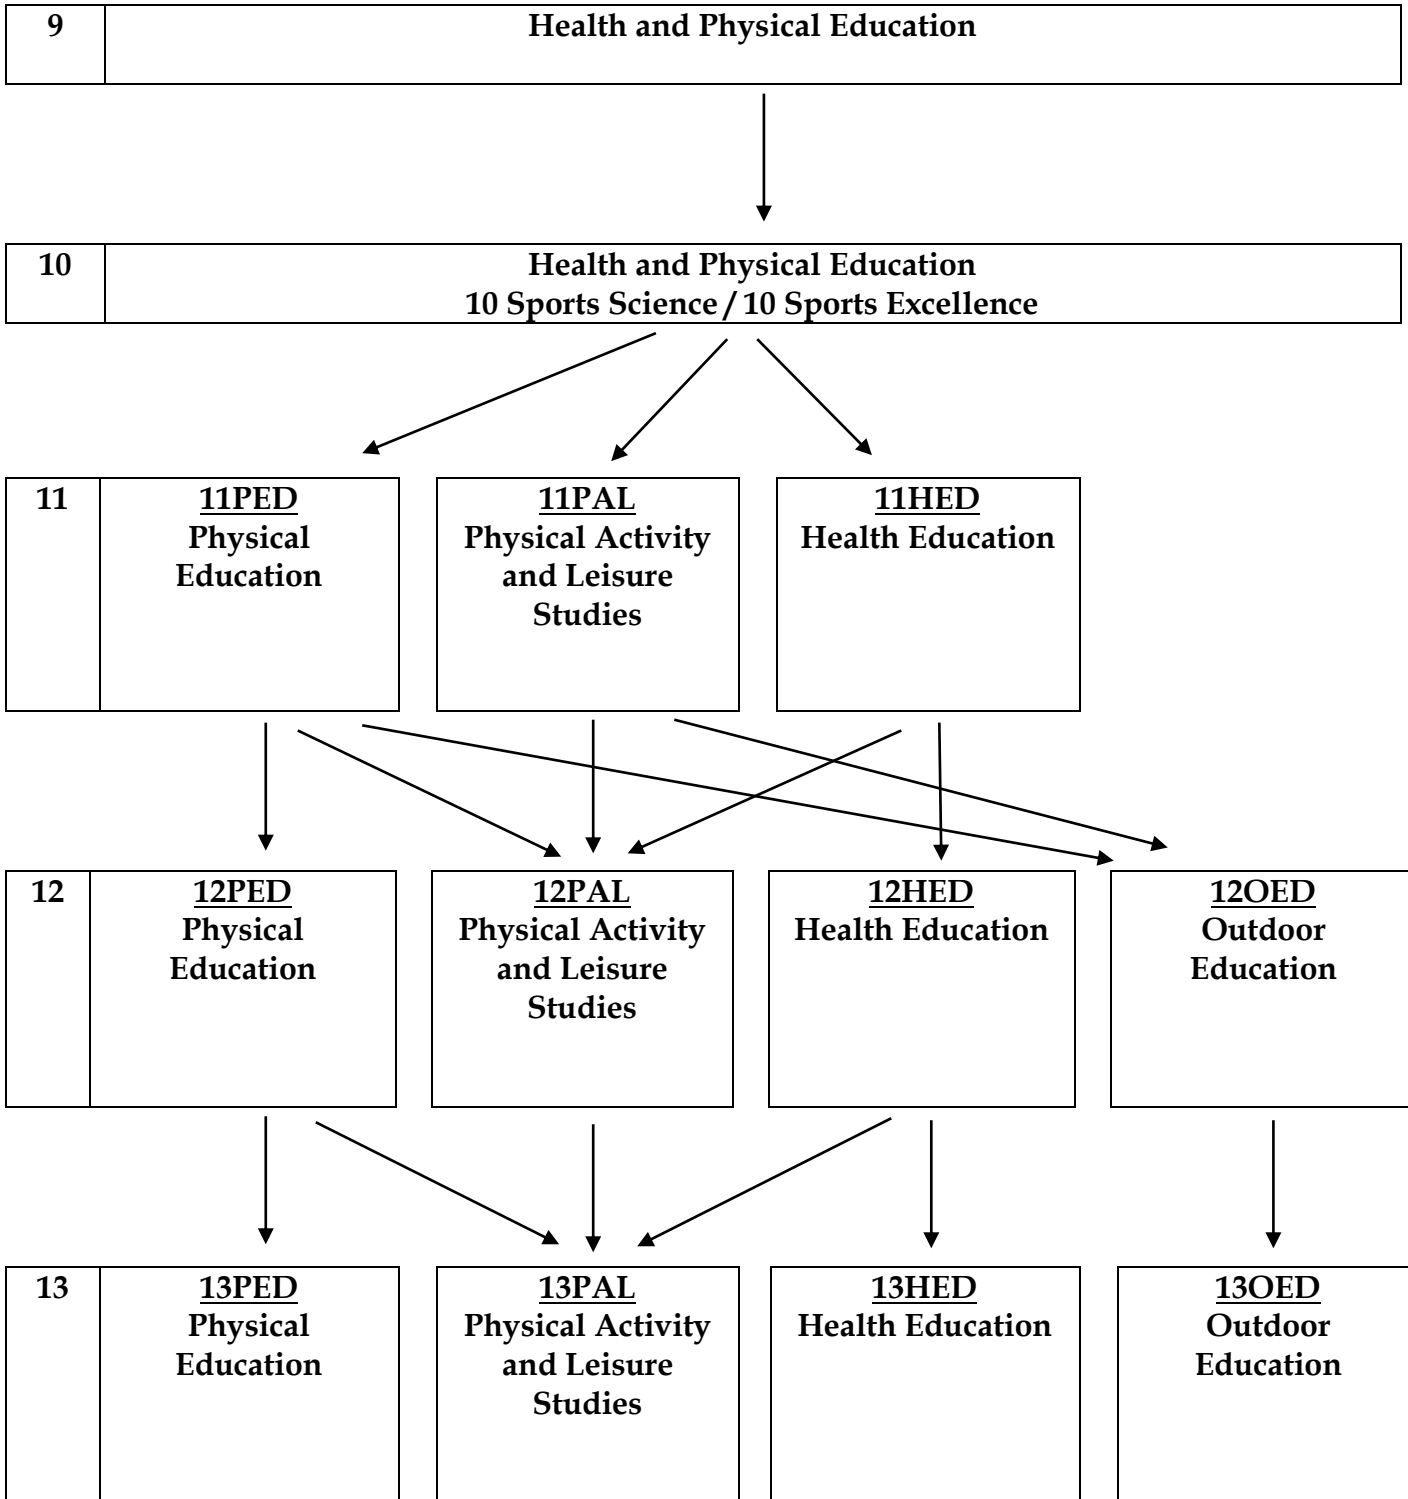 9
Health and Physical Education
10
Health and Physical Education
10 Sports Science / 10 Sports Excellence
11
11PED
Physical
Education
11PAL
Physical Activity
and Leisure
Studies
11HED
Health Education
12
12PED
Physical
Education
12PAL
Physical Activity
and Leisure
Studies
12HED
Health Education
12OED
Outdoor
Education
13
13PED
Physical
Education
13PAL
Physical Activity
and Leisure
Studies
13HED
Health Education
13OED
Outdoor
Education